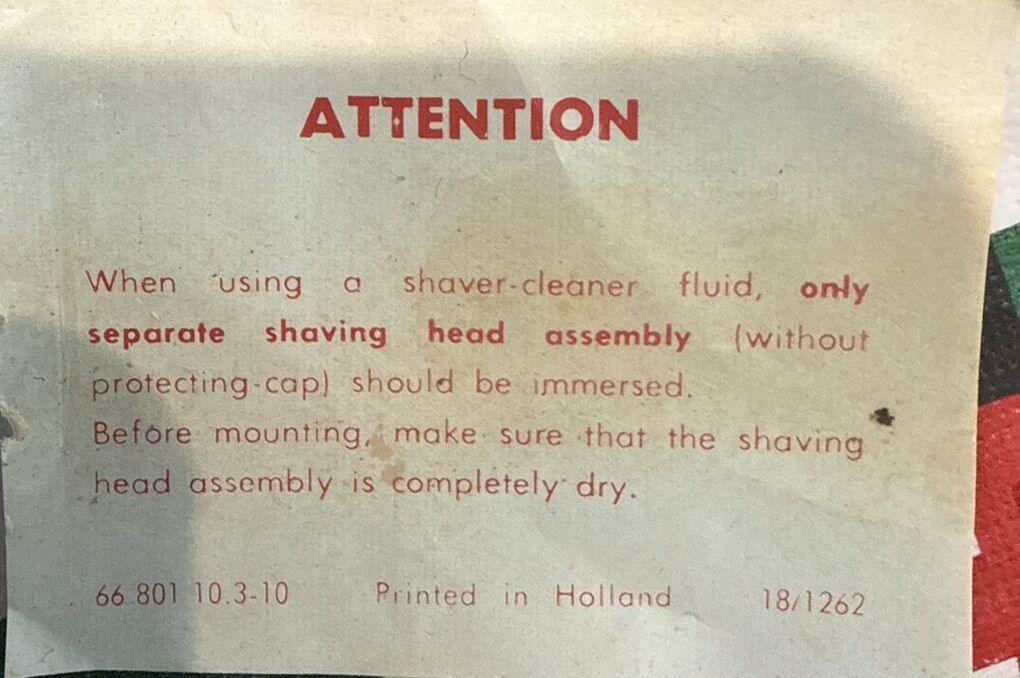 ATTENTION
When using a shaver-cleaner fluid, only
separate shaving head assembly (without
protecting-cap) should be immersed.
Before mounting, make sure that the shaving
head assembly is completely dry.
66 801 10.3-10 Printed in Holland 18/1262